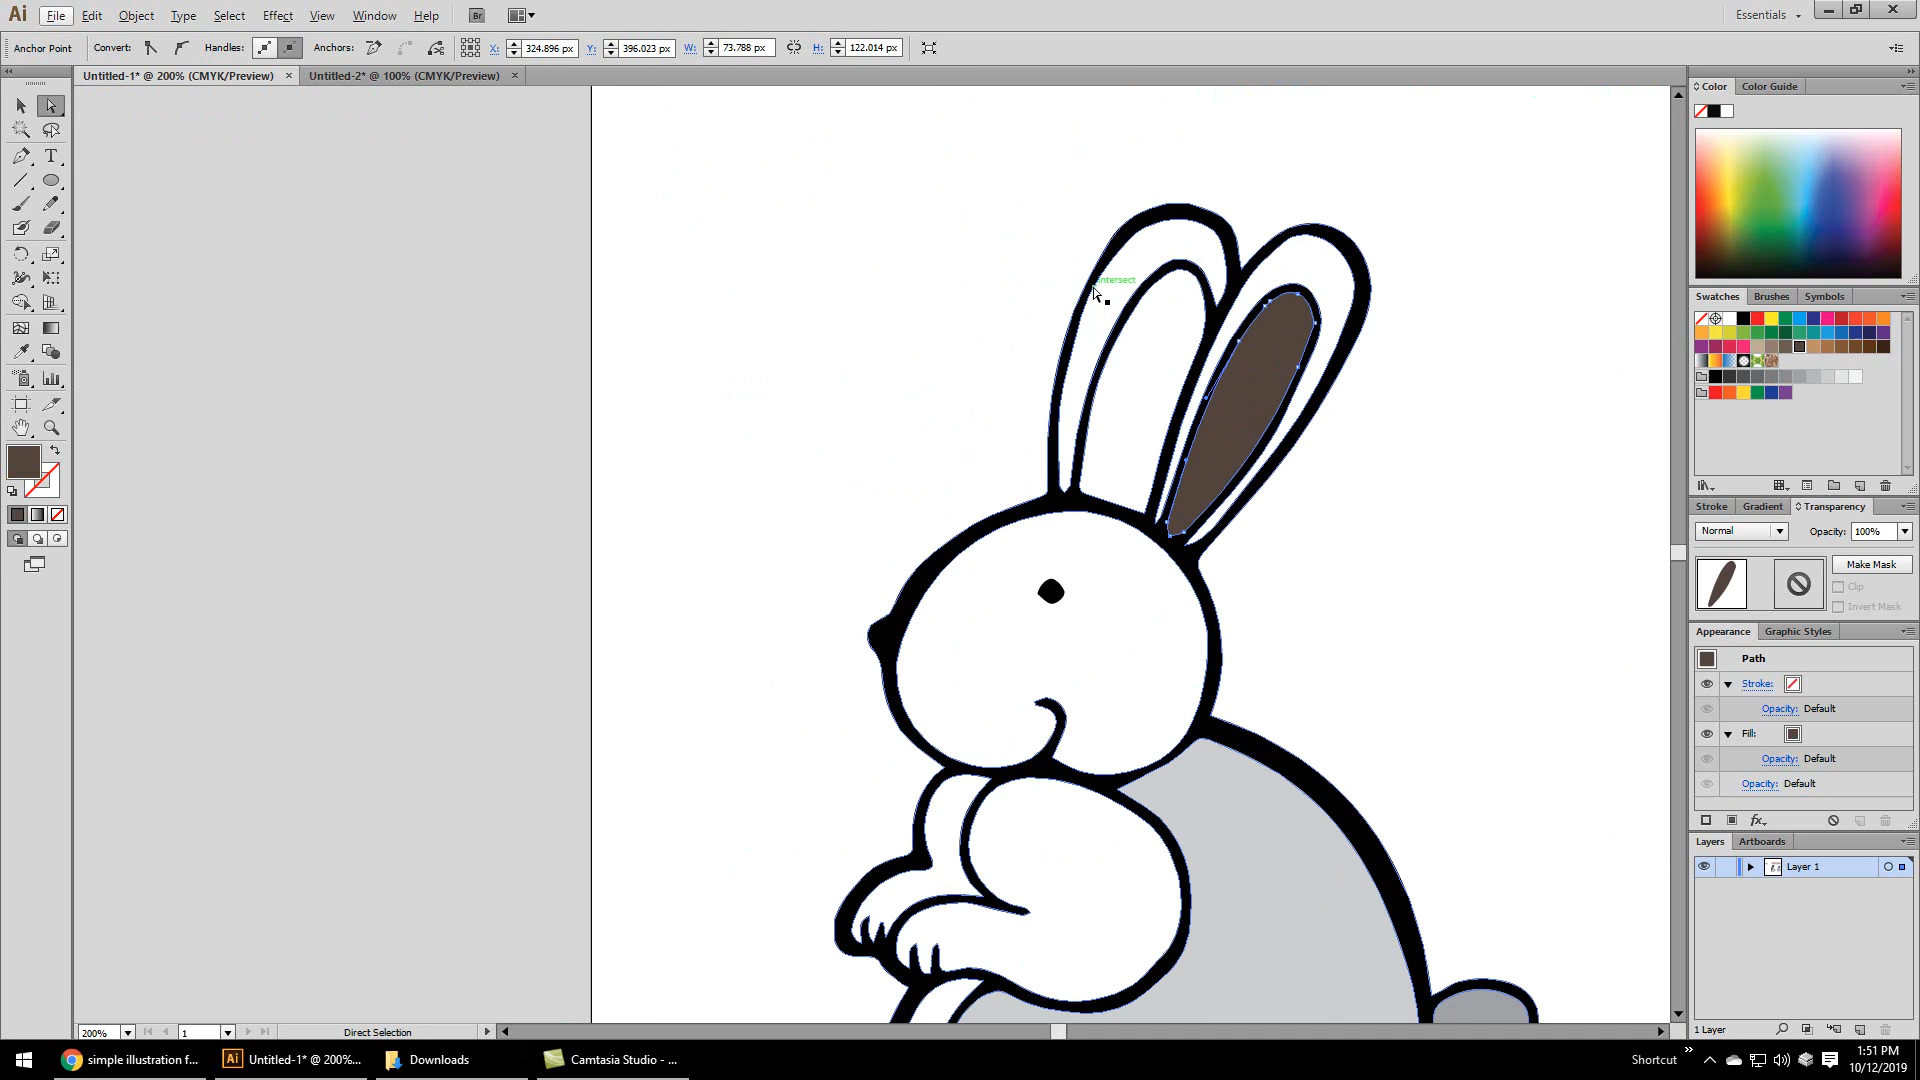 Ai File Edit Object Type Select Effect View Window Help Br Essentials
Anchor Point Convert: Handles: Anchors: X: 324.896 px Y: 396.023 px W: 73.788 px H: 122.014 px
Untitled-1* @ 200% (CMYK/Preview) × Untitled-2* @ 100% (CMYK/Preview) ×
Color Color Guide
intersect
Swatches Brushes Symbols
Stroke Gradient Transparency
Normal Opacity: 100%
Make Mask
Clip
Invert Mask
Appearance Graphic Styles
Path
Stroke:
Opacity: Default
Fill:
Opacity: Default
Opacity: Default
fx
Layers Artboards
Layer 1
1 Layer
200% 1 Direct Selection
simple illustration f... Ai Untitled-1* @ 200%... Downloads Camtasia Studio - ... Shortcut » 1:51 PM
10/12/2019